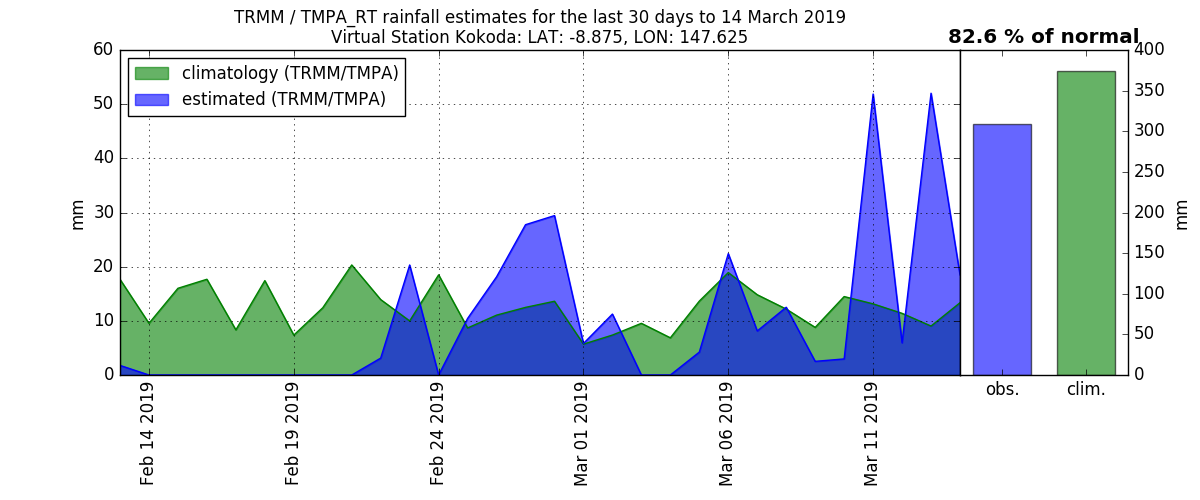 TRMM / TMPA_RT rainfall estimates for the last 30 days to 14 March 2019
Virtual Station Kokoda: LAT: -8.875, LON: 147.625
82.6 % of normal
climatology (TRMM/TMPA)
estimated (TRMM/TMPA)
60
50
40
30
20
10
0
mm
400
350
300
250
200
150
100
50
0
mm
Feb 14 2019
Feb 19 2019
Feb 24 2019
Mar 01 2019
Mar 06 2019
Mar 11 2019
obs.
clim.